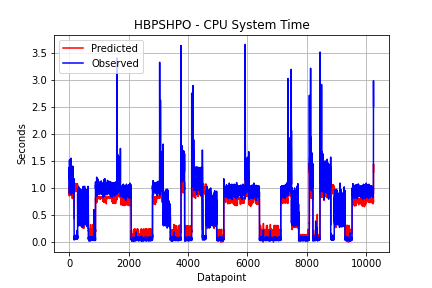 HBPSHPO - CPU System Time
Predicted
Observed
3.5
3.0
2.5
2.0
1.5
1.0
0.5
0.0
Seconds
0 2000 4000 6000 8000 10000
Datapoint